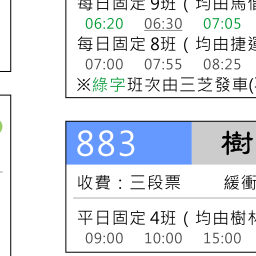 每日固定 9班（均由馬偕
06:20 06:30 07:05
每日固定 8班（均由捷運
07:00 07:55 08:25
※綠字班次由三芝發車(
883 樹
收費：三段票 緩衝
平日固定 4班（均由樹林
09:00 10:00 15:00